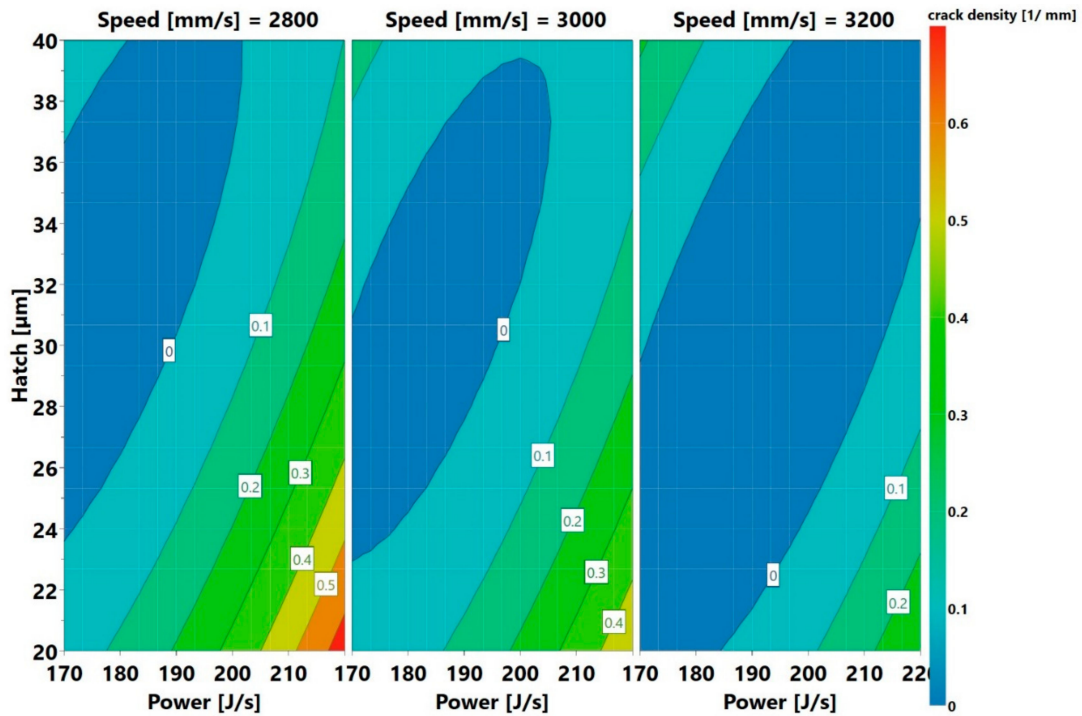 Speed [mm/s] = 2800
Speed [mm/s] = 3000
Speed [mm/s] = 3200
crack density [1/ mm]
Hatch [µm]
40
38
36
34
32
30
28
26
24
22
20
0
0.1
0.2
0.3
0.4
0.5
0
0.1
0.2
0.3
0.4
0
0.1
0.2
0.6
0.5
0.4
0.3
0.2
0.1
0
170 180 190 200 210
170 180 190 200 210
170 180 190 200 210 220
Power [J/s]
Power [J/s]
Power [J/s]